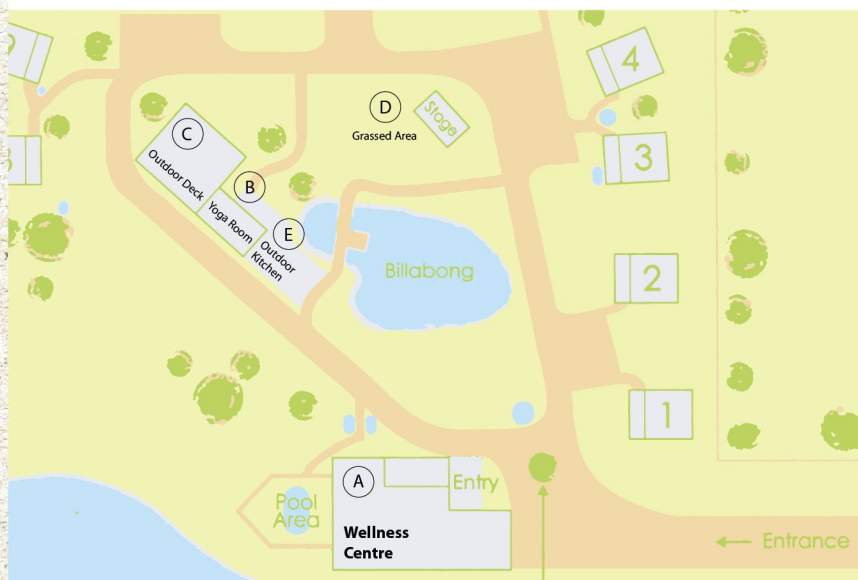 4
D
Stage
Grassed Area
C
3
Outdoor Deck
B
Yoga Room
E
Outdoor
Kitchen
Billabong
2
1
A
Entry
Pool
Area
Wellness
Centre
← Entrance